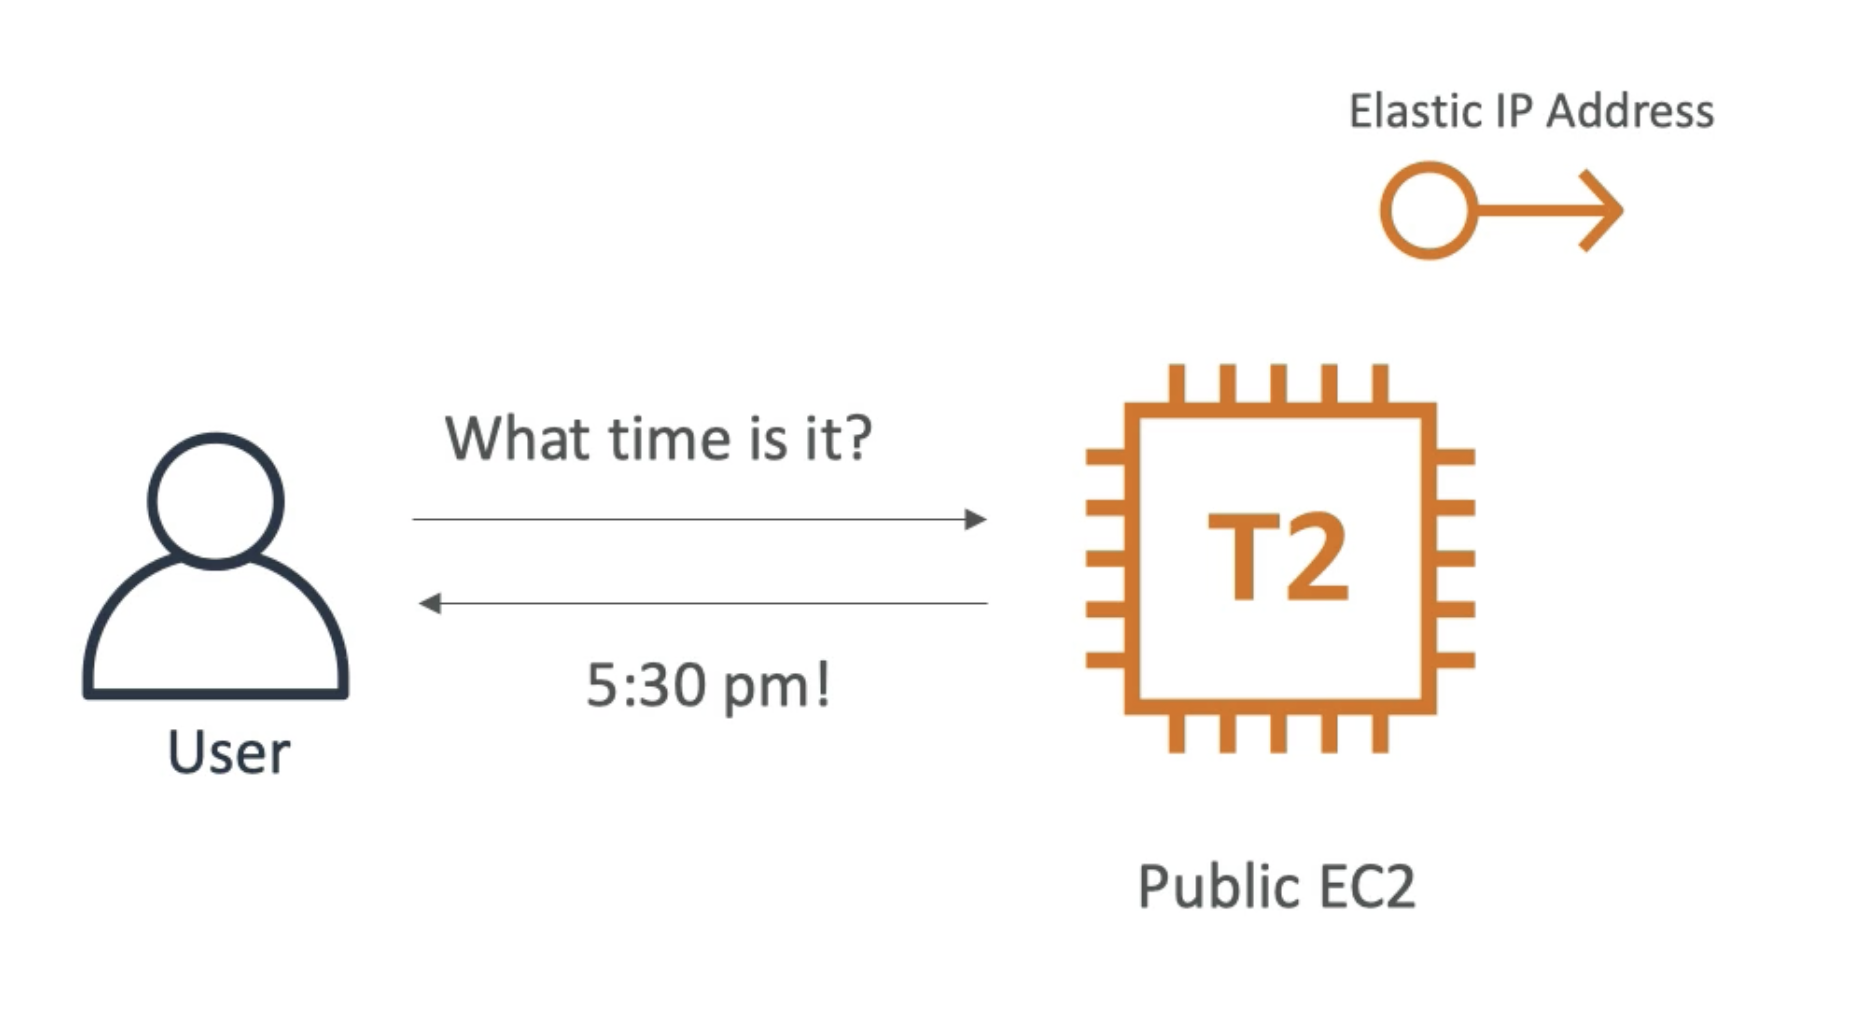 Elastic IP Address
What time is it?
T2
5:30 pm!
User
Public EC2